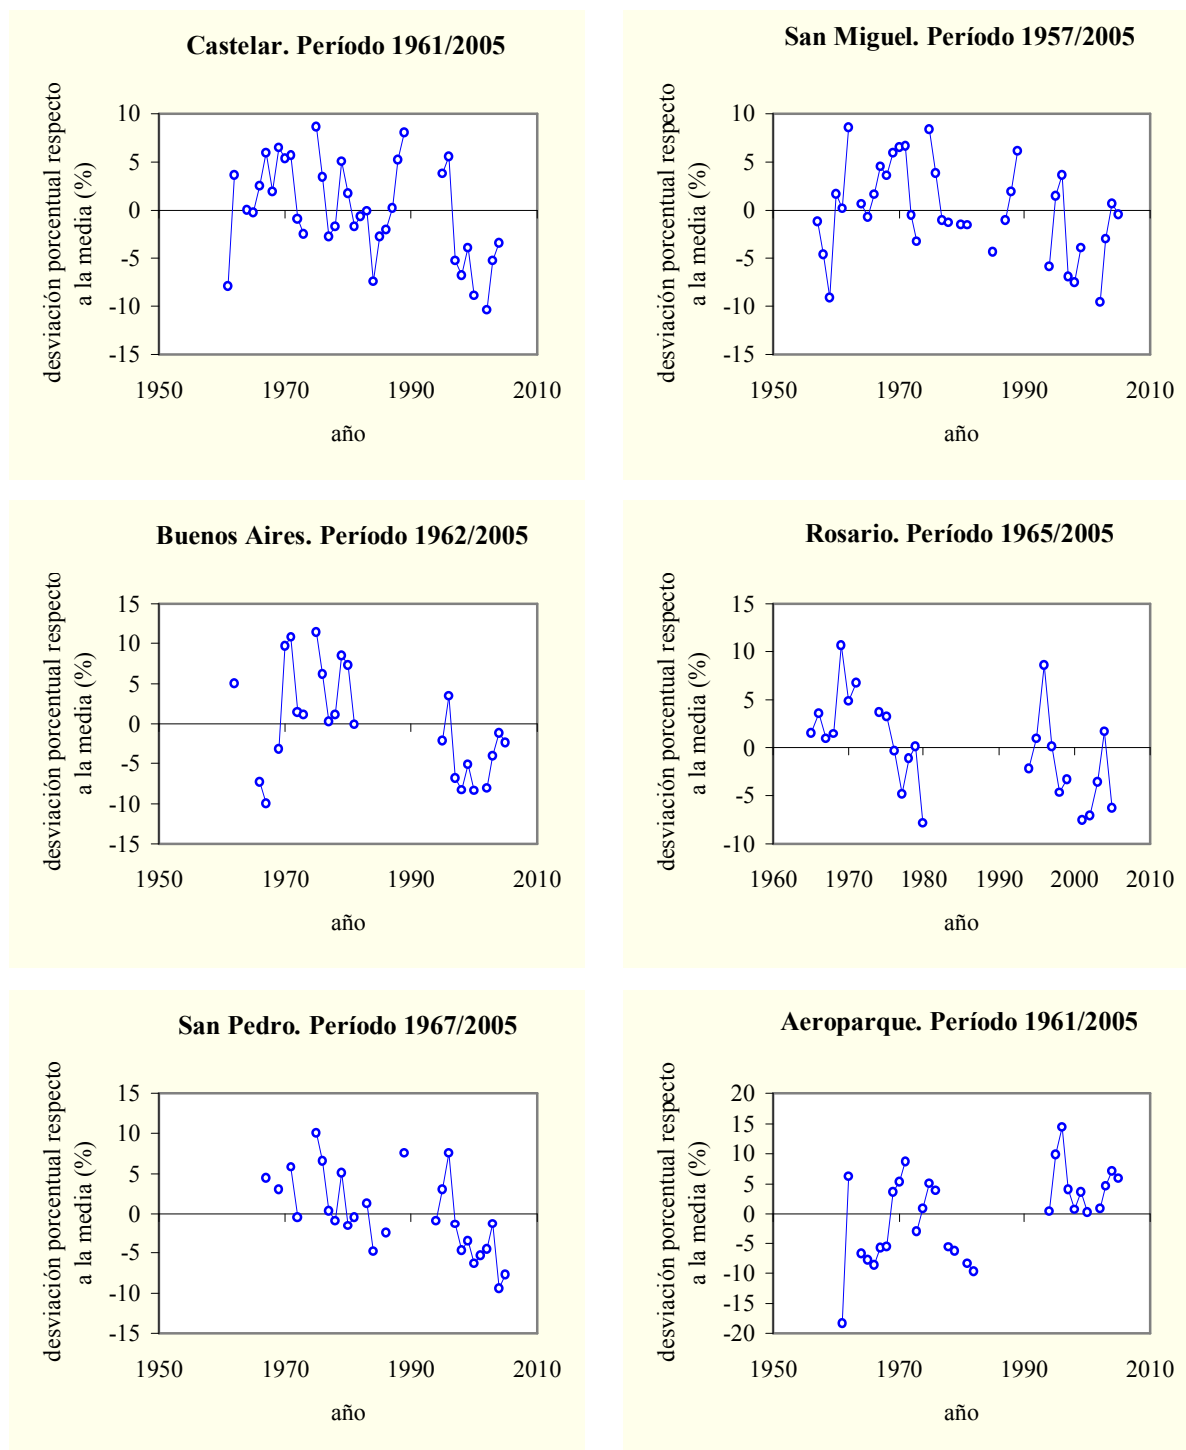 Castelar. Período 1961/2005
desviación porcentual respecto
a la media (%)
10
5
0
-5
-10
-15
1950 1970 1990 2010
año
San Miguel. Período 1957/2005
desviación porcentual respecto
a la media (%)
10
5
0
-5
-10
-15
1950 1970 1990 2010
año
Buenos Aires. Período 1962/2005
desviación porcentual respecto
a la media (%)
15
10
5
0
-5
-10
-15
1950 1970 1990 2010
año
Rosario. Período 1965/2005
desviación porcentual respecto
a la media (%)
15
10
5
0
-5
-10
1960 1970 1980 1990 2000 2010
año
San Pedro. Período 1967/2005
desviación porcentual respecto
a la media (%)
15
10
5
0
-5
-10
-15
1950 1970 1990 2010
año
Aeroparque. Período 1961/2005
desviación porcentual respecto
a la media (%)
20
15
10
5
0
-5
-10
-15
-20
1950 1970 1990 2010
año